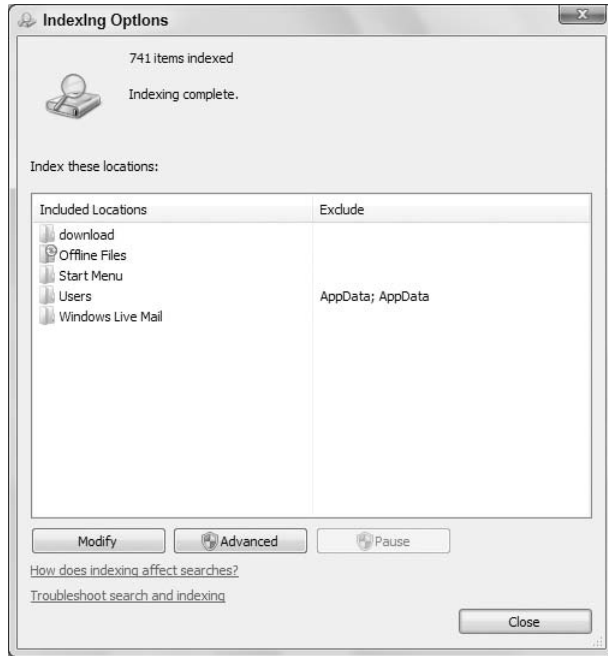 Indexing Options
741 items indexed
Indexing complete.
Index these locations:
Included Locations Exclude
download
Offline Files
Start Menu
Users AppData; AppData
Windows Live Mail
Modify Advanced Pause
How does indexing affect searches?
Troubleshoot search and indexing
Close